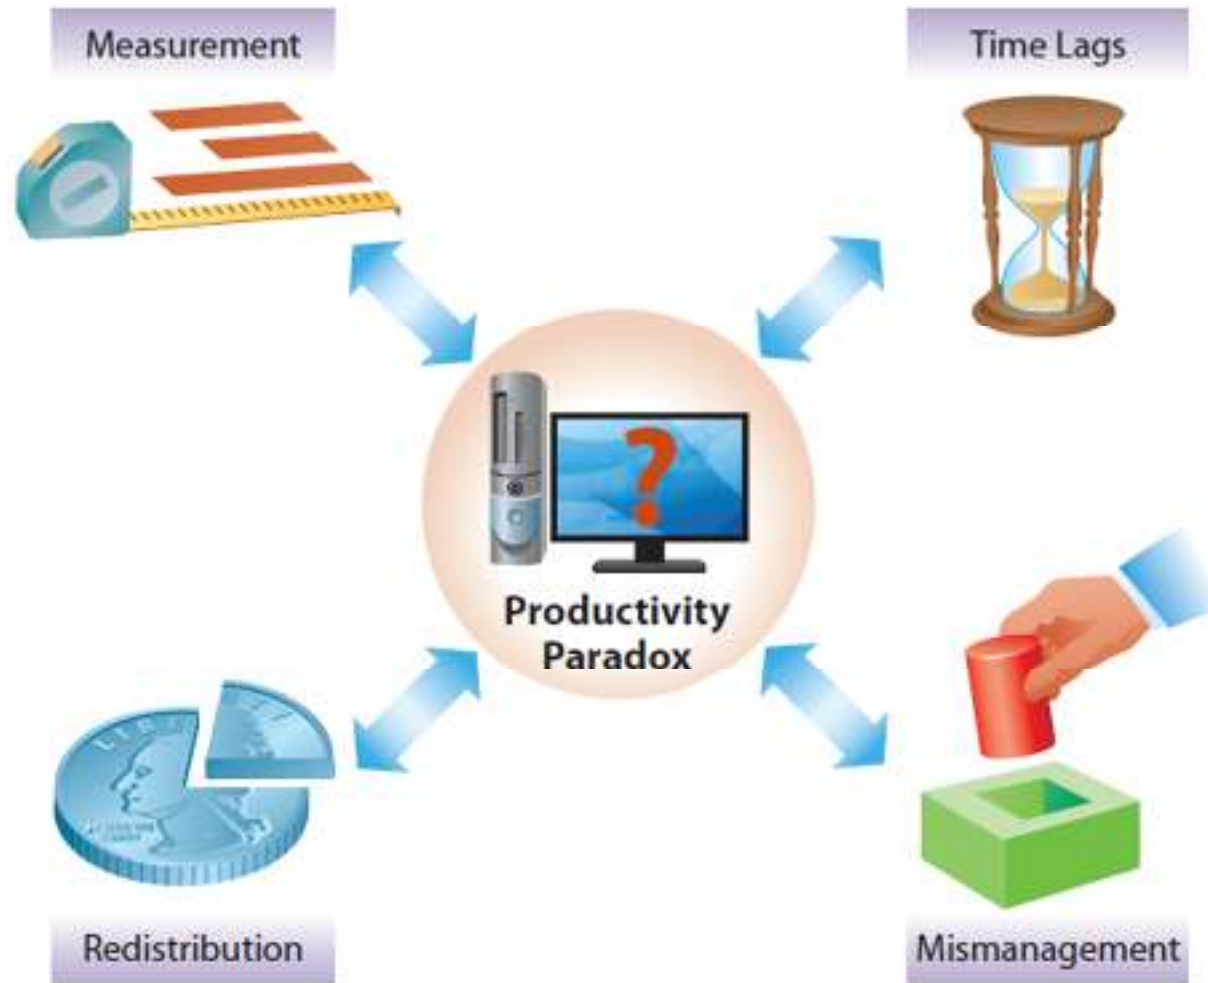 Measurement
Time Lags
?
Productivity
Paradox
Redistribution
Mismanagement